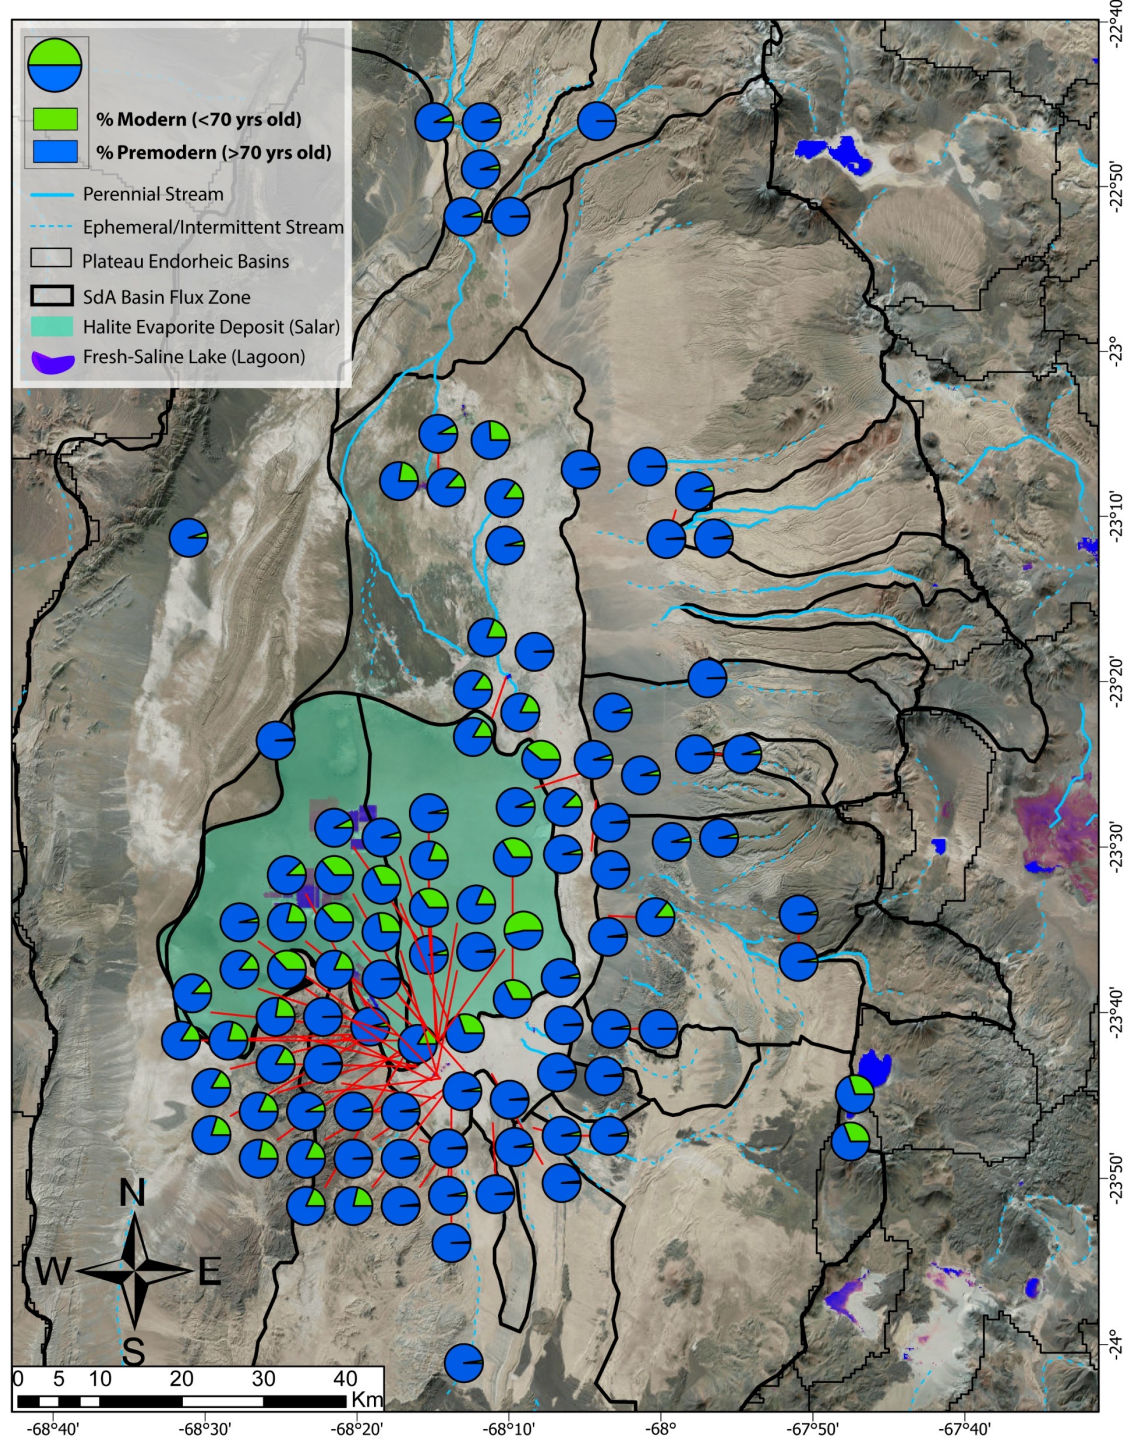 % Modern (<70 yrs old)
% Premodern (>70 yrs old)
Perennial Stream
Ephemeral/Intermittent Stream
Plateau Endorheic Basins
SdA Basin Flux Zone
Halite Evaporite Deposit (Salar)
Fresh-Saline Lake (Lagoon)
-22°40'
-22°50'
-23°
-23°10'
-23°20'
-23°30'
-23°40'
-23°50'
-24°
N
W E
S
0 5 10 20 30 40
Km
-68°40' -68°30' -68°20' -68°10' -68° -67°50' -67°40'